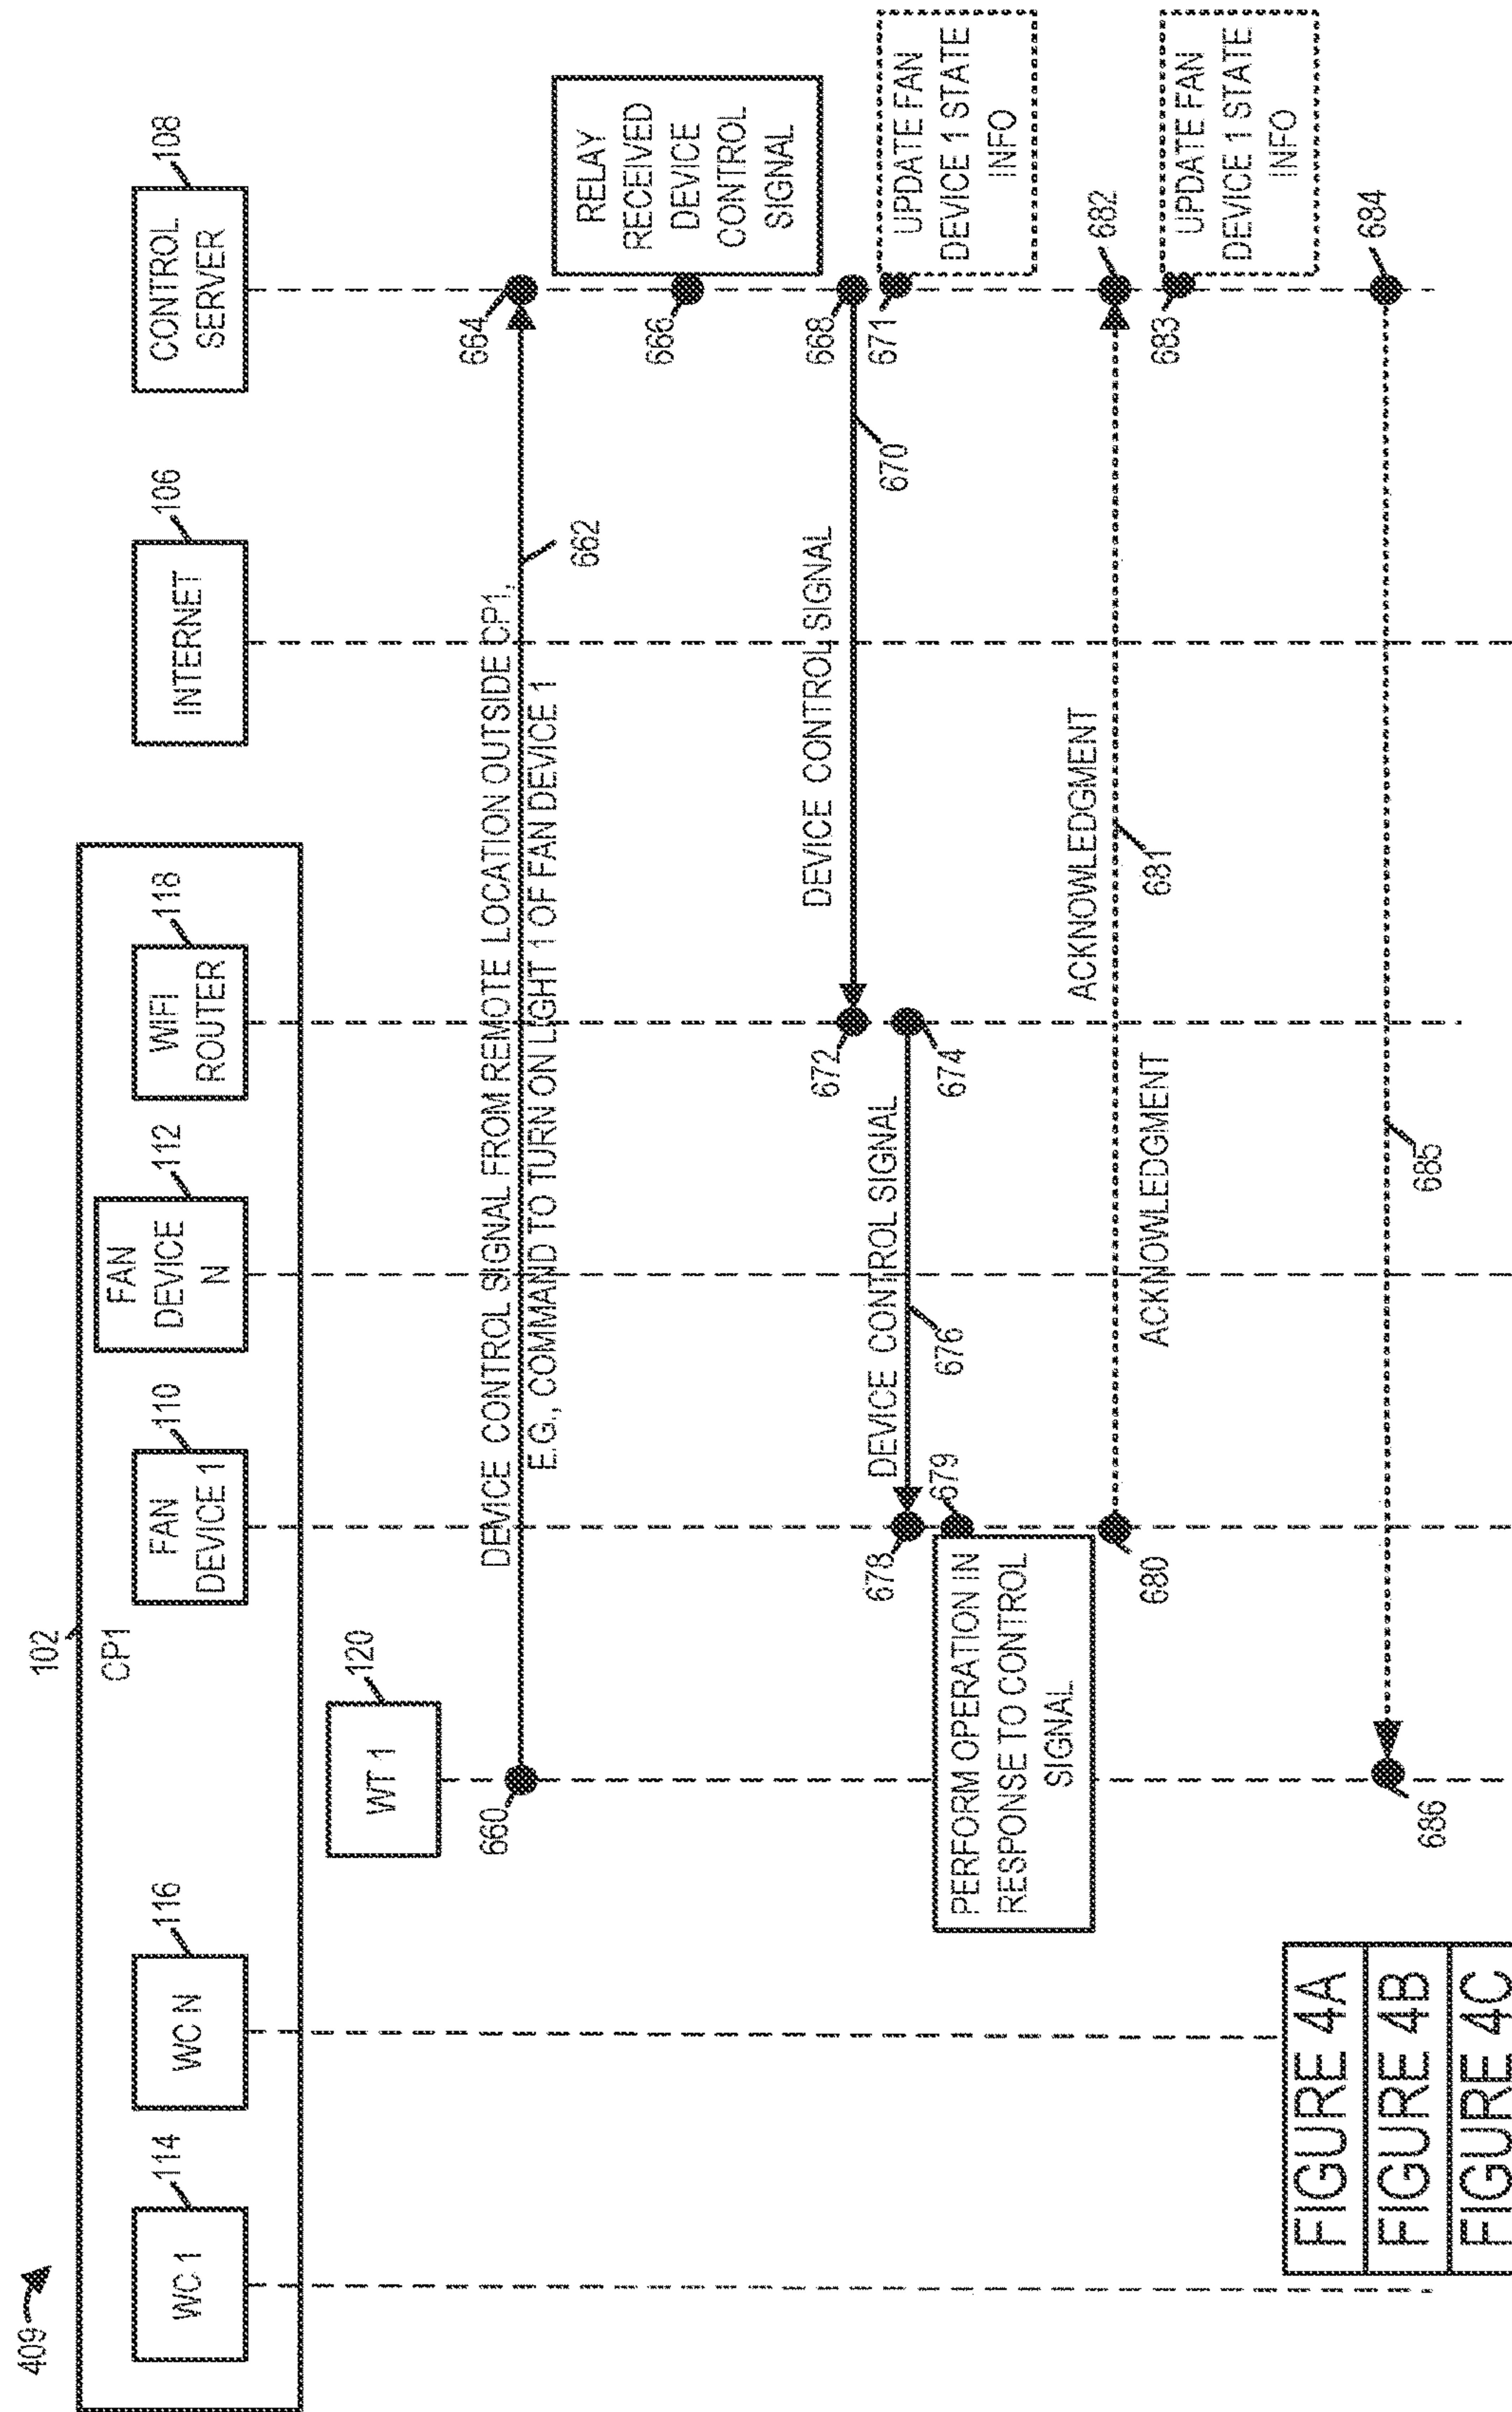 409
102
CP1
WC 1
114
WC N
116
WT 1
120
FAN
DEVICE 1
110
FAN
DEVICE
N
112
WIFI
ROUTER
118
INTERNET
106
CONTROL
SERVER
108
DEVICE CONTROL SIGNAL FROM REMOTE LOCATION OUTSIDE CP1,
E.G., COMMAND TO TURN ON LIGHT 1 OF FAN DEVICE 1
660
662
664
666
RELAY
RECEIVED
DEVICE
CONTROL
SIGNAL
DEVICE CONTROL SIGNAL
668
670
672
671
UPDATE FAN
DEVICE 1 STATE
INFO
DEVICE CONTROL SIGNAL
674
676
678
679
PERFORM OPERATION IN
RESPONSE TO CONTROL
SIGNAL
ACKNOWLEDGMENT
680
ACKNOWLEDGMENT
681
682
683
UPDATE FAN
DEVICE 1 STATE
INFO
684
685
686
FIGURE 4A
FIGURE 4B
FIGURE 4C